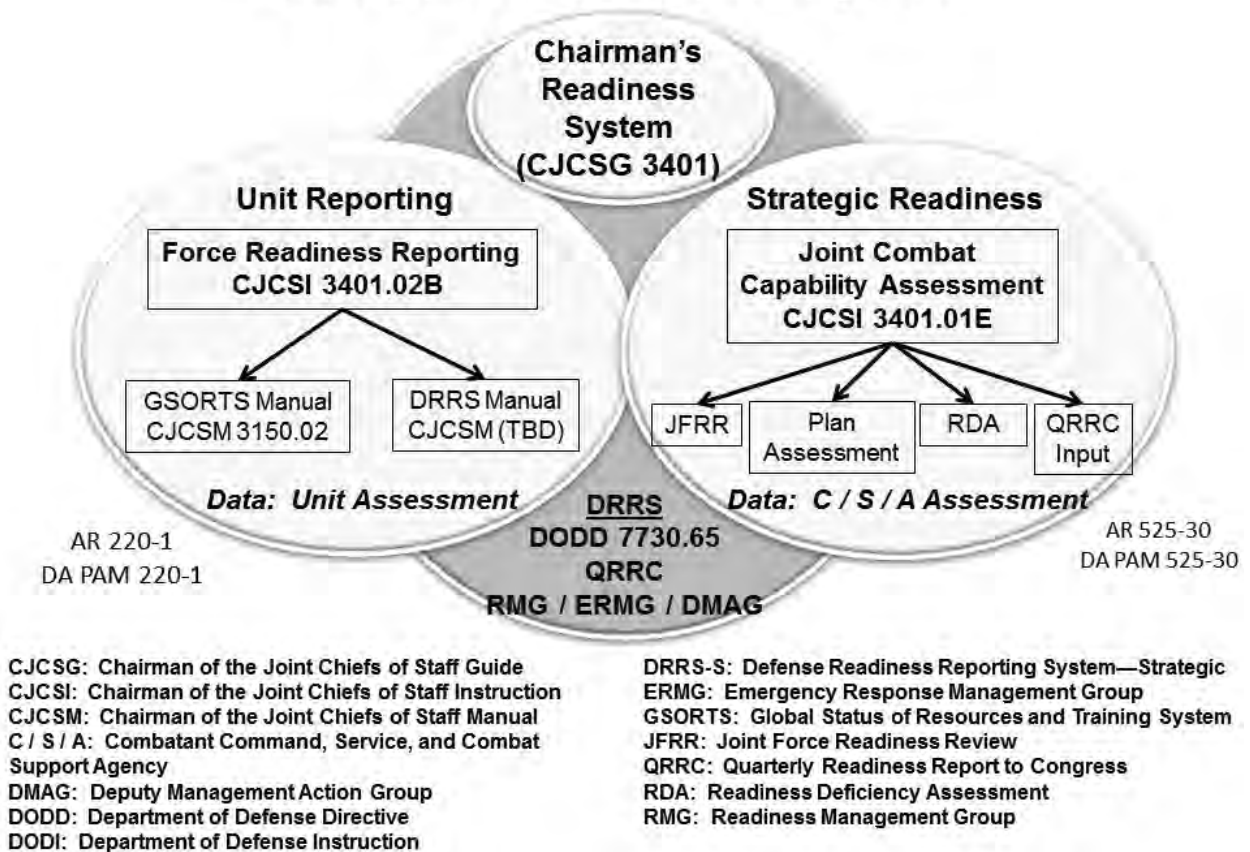 Chairman's
Readiness
System
(CJCSG 3401)
Unit Reporting
Force Readiness Reporting
CJCSI 3401.02B
GSORTS Manual
CJCSM 3150.02
DRRS Manual
CJCSM (TBD)
Data: Unit Assessment
AR 220-1
DA PAM 220-1
Strategic Readiness
Joint Combat
Capability Assessment
CJCSI 3401.01E
JFRR
Plan
Assessment
RDA
QRRC
Input
Data: C / S / A Assessment
AR 525-30
DA PAM 525-30
DRRS
DODD 7730.65
QRRC
RMG / ERMG / DMAG
CJCSG: Chairman of the Joint Chiefs of Staff Guide
CJCSI: Chairman of the Joint Chiefs of Staff Instruction
CJCSM: Chairman of the Joint Chiefs of Staff Manual
C / S / A: Combatant Command, Service, and Combat
Support Agency
DMAG: Deputy Management Action Group
DODD: Department of Defense Directive
DODI: Department of Defense Instruction
DRRS-S: Defense Readiness Reporting System—Strategic
ERMG: Emergency Response Management Group
GSORTS: Global Status of Resources and Training System
JFRR: Joint Force Readiness Review
QRRC: Quarterly Readiness Report to Congress
RDA: Readiness Deficiency Assessment
RMG: Readiness Management Group